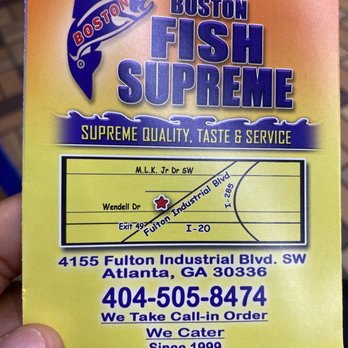 BOSTON
BOSTON
FISH
SUPREME
SUPREME QUALITY, TASTE & SERVICE
M.L.K. Jr Dr SW
Wendell Dr
Fulton Industrial Blvd
I-285
Exit 49
I-20
4155 Fulton Industrial Blvd. SW
Atlanta, GA 30336
404-505-8474
We Take Call-in Order
We Cater
Since 1999